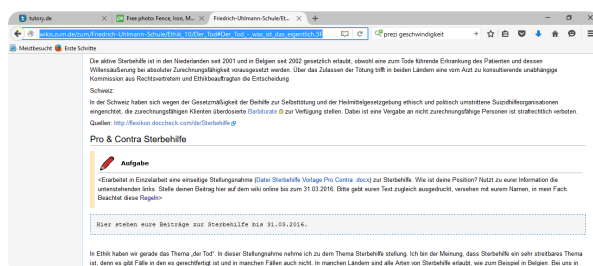 tutory.de
Free photo: Fence, Iron, M...
Friedrich-Uhlmann-Schule/Et...
wikis.zum.de/zum/Friedrich-Uhlmann-Schule/Ethik_10/Der_Tod#Der_Tod_-_was_ist_das_eigentlich.3F
prezi geschwindigkeit
Meistbesucht Erste Schritte
Die aktive Sterbehilfe ist in den Niederlanden seit 2001 und in Belgien seit 2002 gesetzlich erlaubt, obwohl eine zum Tode führende Erkrankung des Patienten und dessen
Willensäußerung bei absoluter Zurechnungsfähigkeit vorausgesetzt werden. Über das Zulassen der Tötung trifft in beiden Ländern eine vom Arzt zu konsultierende unabhängige
Kommission aus Rechtsvertretern und Ethikbeauftragten die Entscheidung
Schweiz:
In der Schweiz haben sich wegen der Gesetzmäßigkeit der Beihilfe zur Selbsttötung und der Heilmittelgesetzgebung ethisch und politisch umstrittene Suizidhilfeorganisationen
eingerichtet, die zurechnungsfähigen Klienten überdosierte Barbiturate zur Verfügung stellen. Dabei ist eine Vergabe an nicht zurechnungsfähige Personen ist strafrechtlich verboten.
Quellen: http://flexikon.doccheck.com/de/Sterbehilfe
Pro & Contra Sterbehilfe
Aufgabe
<Erarbeitet in Einzelarbeit eine einseitige Stellungnahme (Datei Sterbehilfe Vorlage Pro Contra .docx) zur Sterbehilfe. Wie ist deine Position? Nutzt zu eurer Information die
untenstehenden links. Stelle deinen Beitrag hier auf dem wiki online bis zum 31.03.2016. Bitte gebt euren Text zugleich ausgedruckt, versehen mit eurem Namen, in mein Fach.
Beachtet diese Regeln>
Hier stehen eure Beiträge zur Sterbehilfe bis 31.03.2016.
In Ethik haben wir gerade das Thema „der Tod". In dieser Stellungnahme nehme ich zu dem Thema Sterbehilfe stellung. Ich bin der Meinung, dass Sterbehilfe ein sehr streitbares Thema
ist, denn es gibt Fälle in den es gerechtfertigt ist und in manchen Fällen auch nicht. In manchen Ländern sind alle Arten von Sterbehilfe erlaubt, wie zum Beispiel in Belgien. Bei uns in